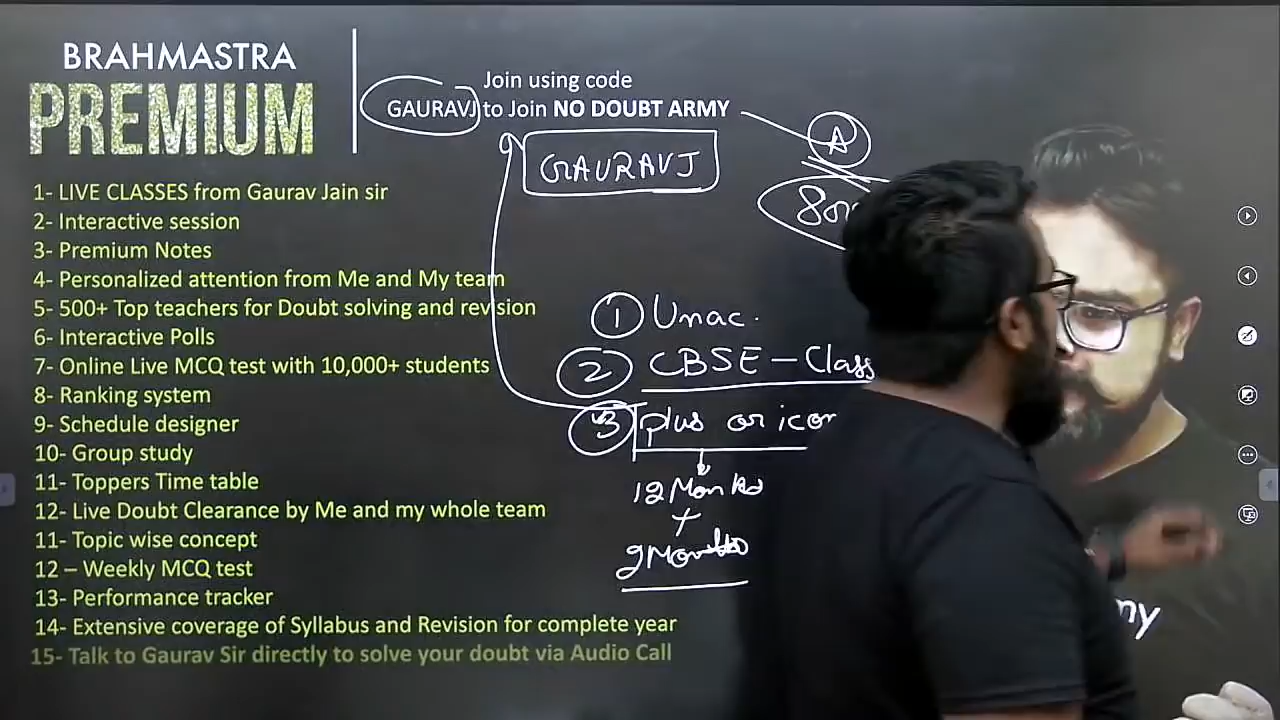 BRAHMASTRA
PREMIUM
Join using code
GAURAVJ to Join NO DOUBT ARMY
GAURAVJ
A
1- LIVE CLASSES from Gaurav Jain sir
2- Interactive session
3- Premium Notes
4- Personalized attention from Me and My team
5- 500+ Top teachers for Doubt solving and revision
6- Interactive Polls
7- Online Live MCQ test with 10,000+ students
8- Ranking system
9- Schedule designer
10- Group study
11- Toppers Time table
12- Live Doubt Clearance by Me and my whole team
11- Topic wise concept
12 – Weekly MCQ test
13- Performance tracker
14- Extensive coverage of Syllabus and Revision for complete year
15- Talk to Gaurav Sir directly to solve your doubt via Audio Call
1 Unac.
2 CBSE - Class
3 plus or icon
12 Months
+
2 Months
my